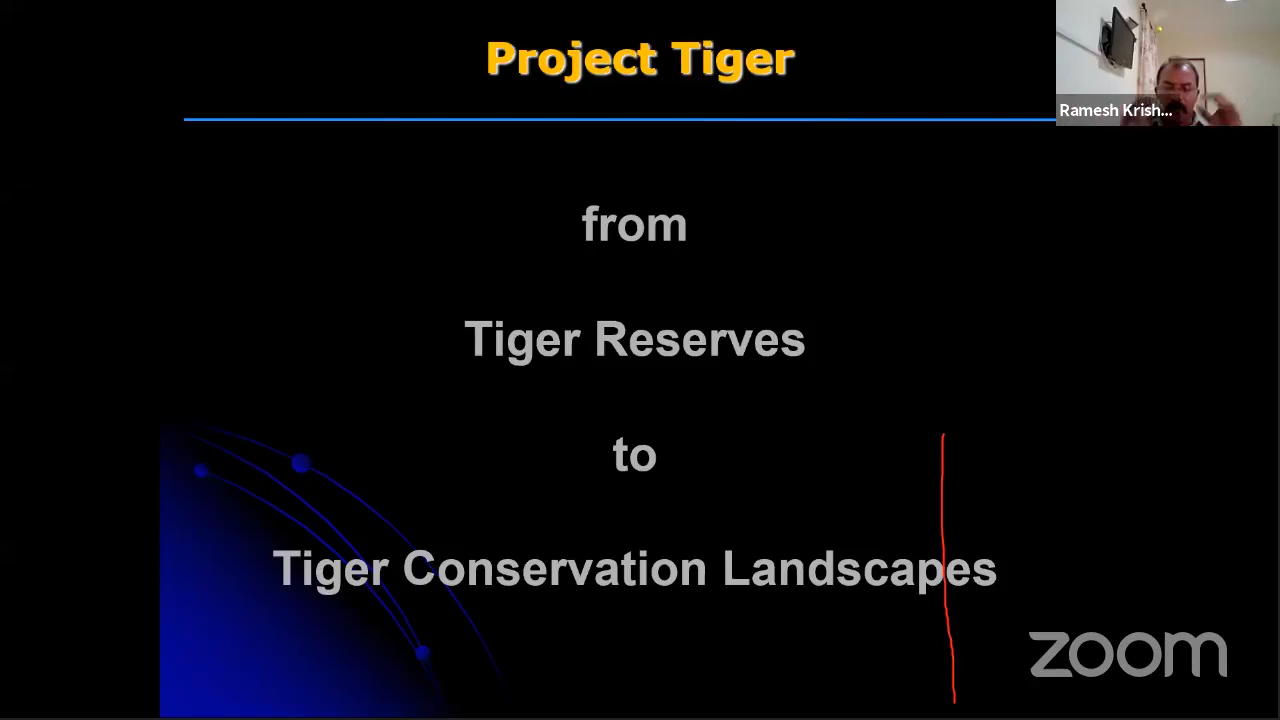 Project Tiger
Ramesh Krish...
from
Tiger Reserves
to
Tiger Conservation Landscapes
zoom